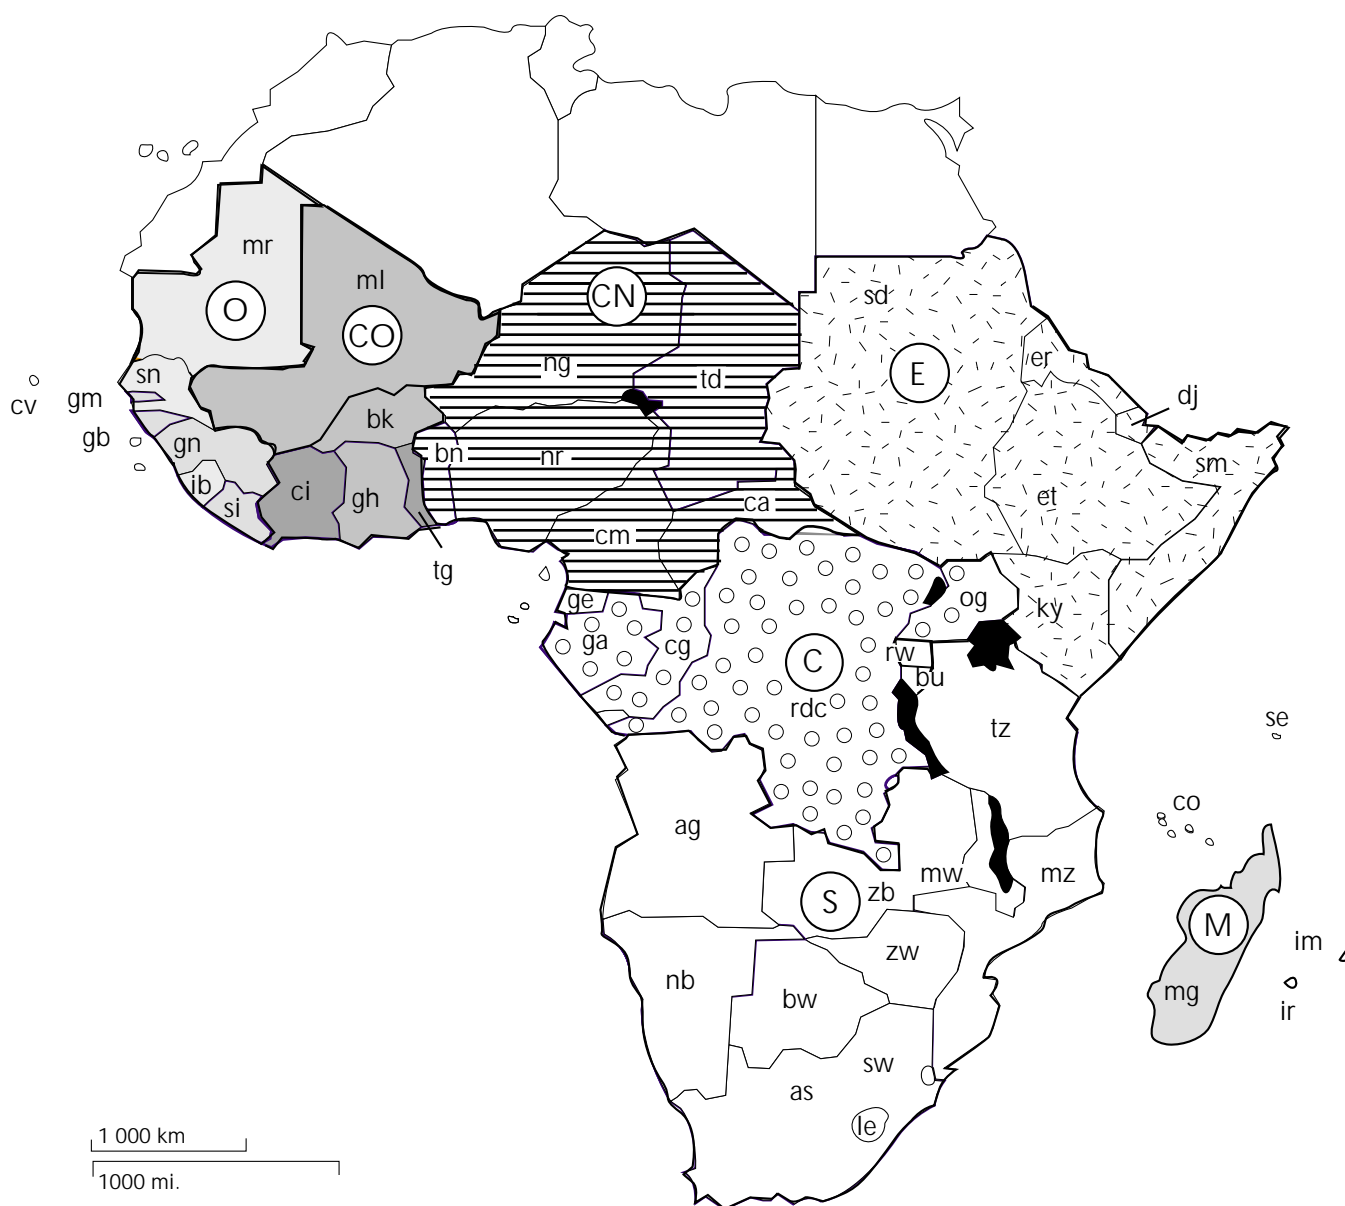 mr
O
ml
CO
CN
ng
td
sd
E
er
dj
sn
cv
gm
gb
gn
bk
bn
nr
sm
ib
si
ci
gh
ca
et
cm
tg
ge
ga
cg
C
rdc
og
ky
rw
bu
tz
se
co
ag
S
zb
mw
mz
M
im
mg
ir
zw
nb
bw
sw
as
le
1 000 km
1000 mi.